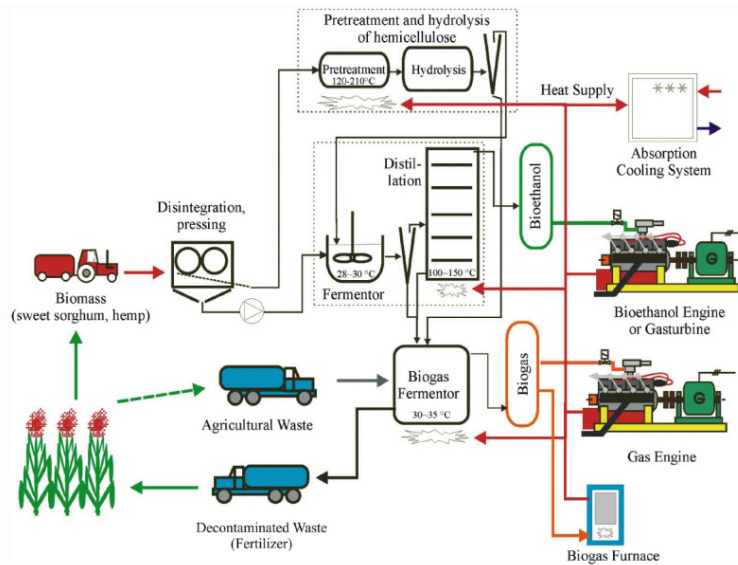 Pretreatment and hydrolysis
of hemicellulose
Pretreatment
120-210°C
Hydrolysis
Heat Supply
Absorption
Cooling System
Distil-
lation
100~150 °C
Bioethanol
Disintegration,
pressing
28~30 °C
Fermentor
Biomass
(sweet sorghum, hemp)
G
Bioethanol Engine
or Gasturbine
Agricultural Waste
Biogas
Fermentor
30~35 °C
Biogas
G
Gas Engine
Decontaminated Waste
(Fertilizer)
Biogas Furnace